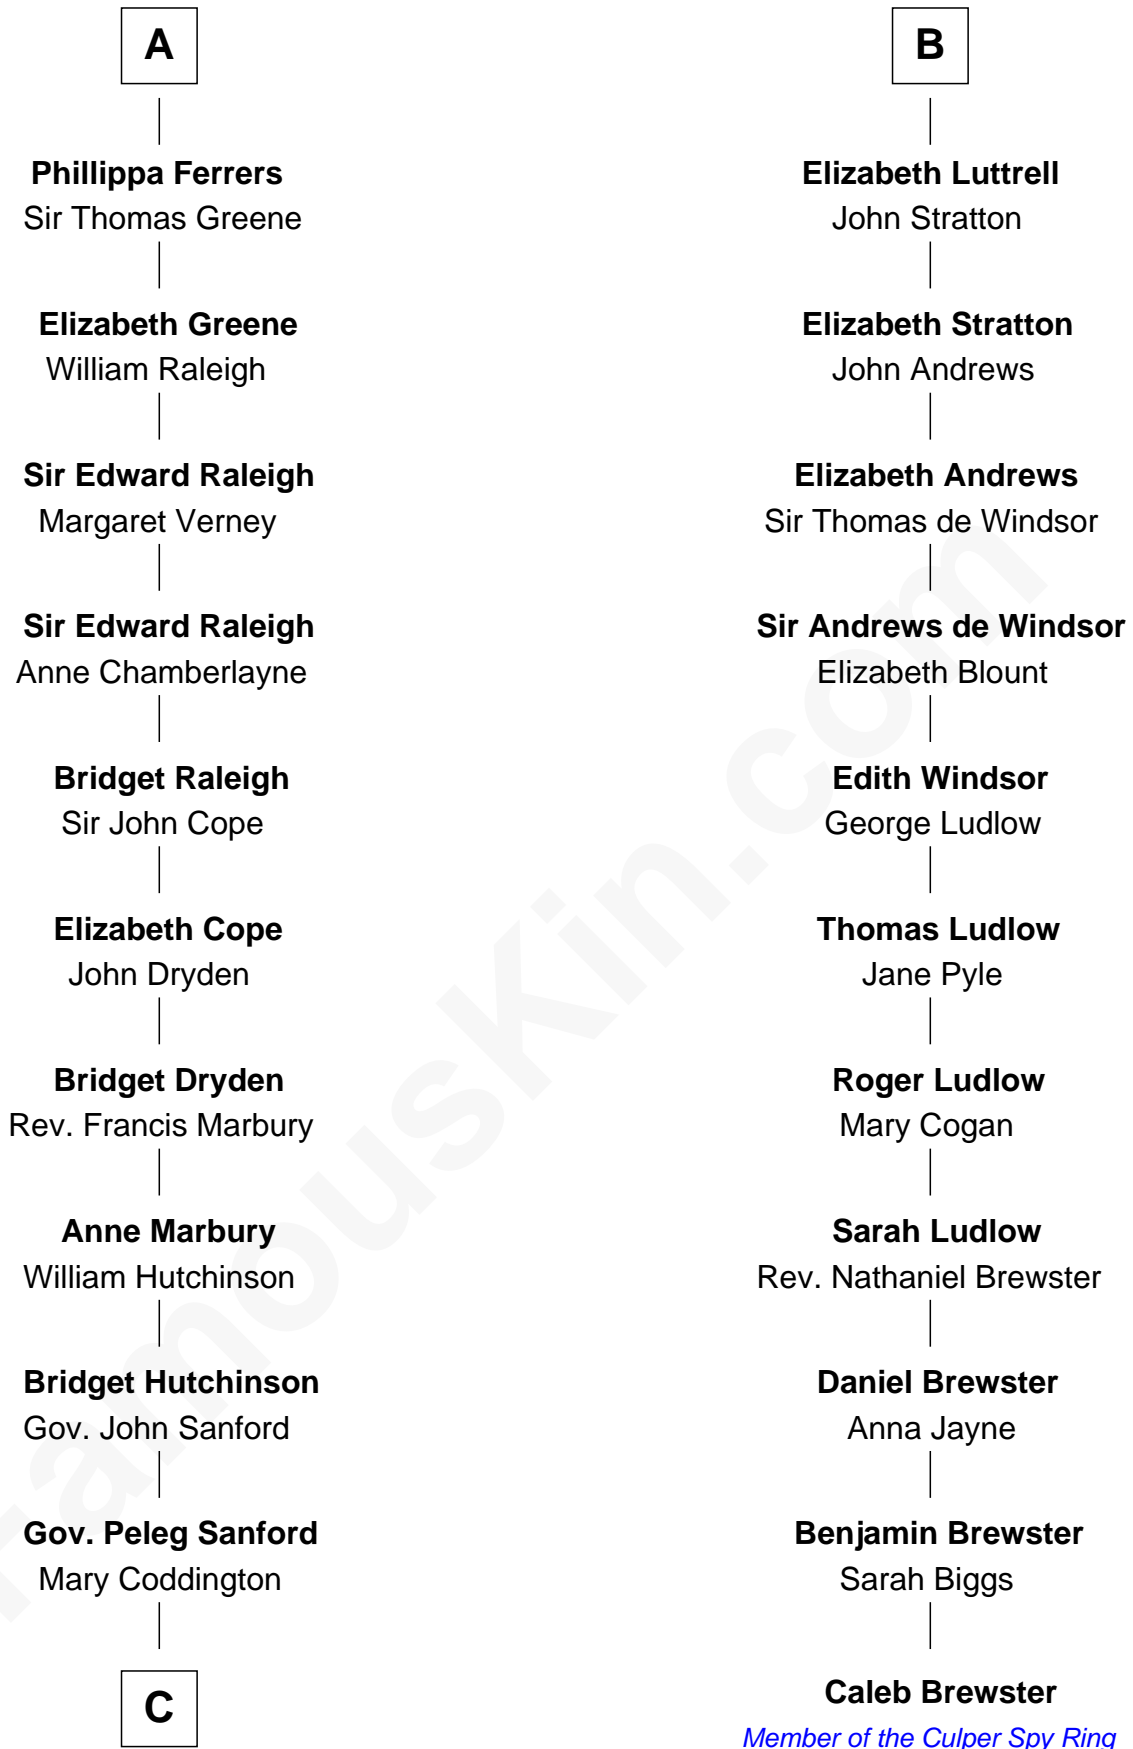 A
Phillippa Ferrers
Sir Thomas Greene
Elizabeth Greene
William Raleigh
Sir Edward Raleigh
Margaret Verney
Sir Edward Raleigh
Anne Chamberlayne
Bridget Raleigh
Sir John Cope
Elizabeth Cope
John Dryden
Bridget Dryden
Rev. Francis Marbury
Anne Marbury
William Hutchinson
Bridget Hutchinson
Gov. John Sanford
Gov. Peleg Sanford
Mary Coddington
C
B
Elizabeth Luttrell
John Stratton
Elizabeth Stratton
John Andrews
Elizabeth Andrews
Sir Thomas de Windsor
Sir Andrews de Windsor
Elizabeth Blount
Edith Windsor
George Ludlow
Thomas Ludlow
Jane Pyle
Roger Ludlow
Mary Cogan
Sarah Ludlow
Rev. Nathaniel Brewster
Daniel Brewster
Anna Jayne
Benjamin Brewster
Sarah Biggs
Caleb Brewster
Member of the Culper Spy Ring
FamousKin.com